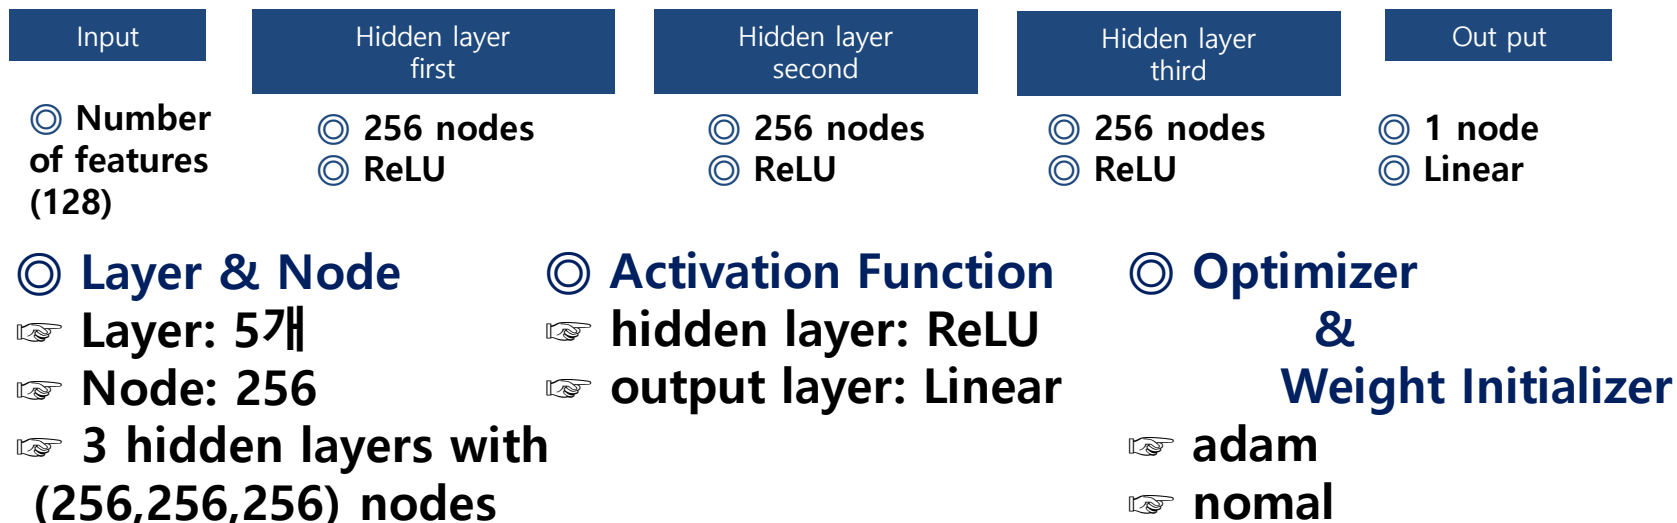 Input
Hidden layer
first
Hidden layer
second
Hidden layer
third
Out put
◎ Number
of features
(128)
◎ 256 nodes
◎ ReLU
◎ 256 nodes
◎ ReLU
◎ 256 nodes
◎ ReLU
◎ 1 node
◎ Linear
◎ Layer & Node
☞ Layer: 5개
☞ Node: 256
☞ 3 hidden layers with
(256,256,256) nodes
◎ Activation Function
☞ hidden layer: ReLU
☞ output layer: Linear
◎ Optimizer
&
Weight Initializer
☞ adam
☞ nomal